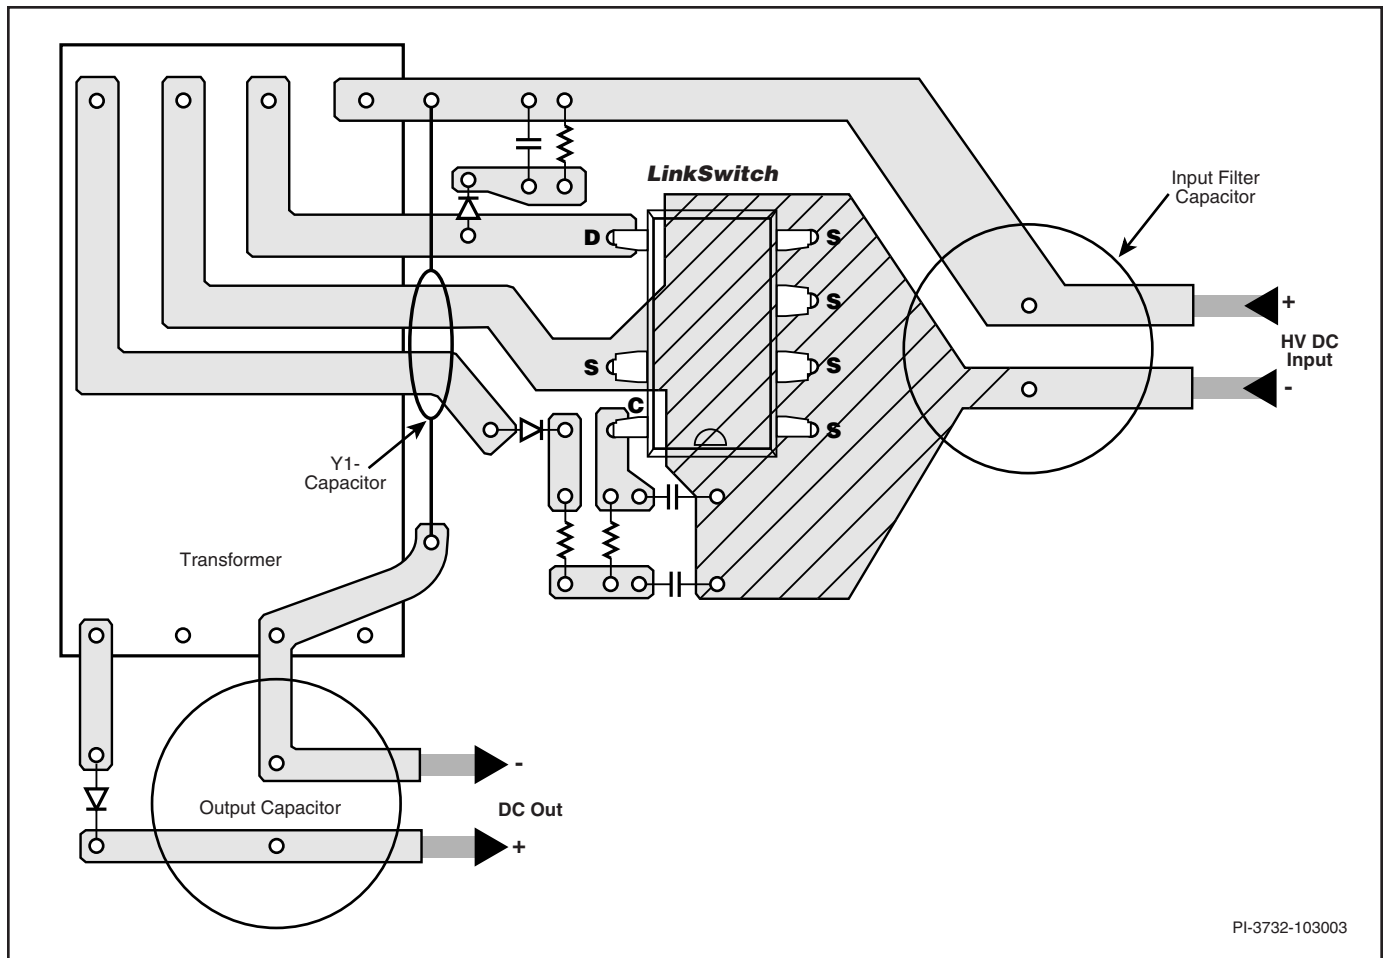 LinkSwitch
Input Filter
Capacitor
D
S
S
+
HV DC
Input
-
S
S
C
S
Y1-
Capacitor
Transformer
-
Output Capacitor
DC Out
+
PI-3732-103003